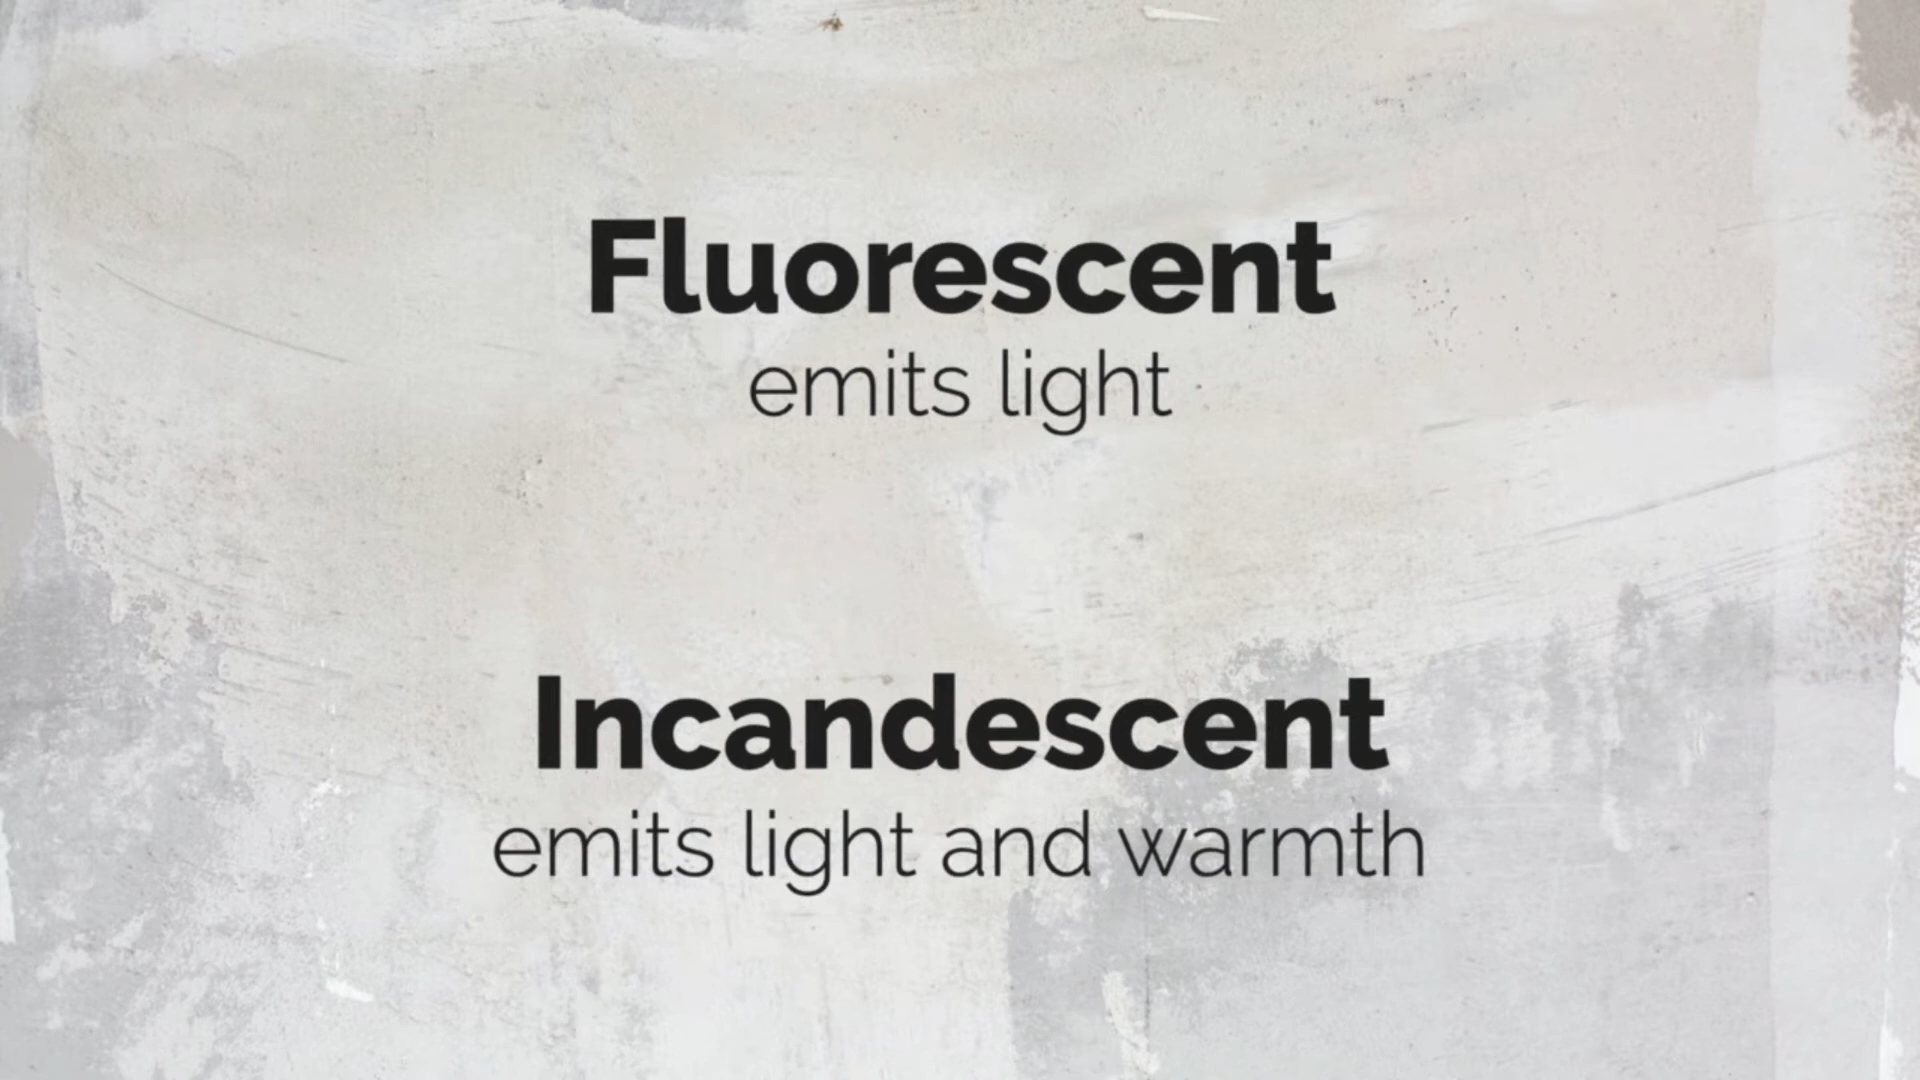 Fluorescent
emits light
Incandescent
emits light and warmth